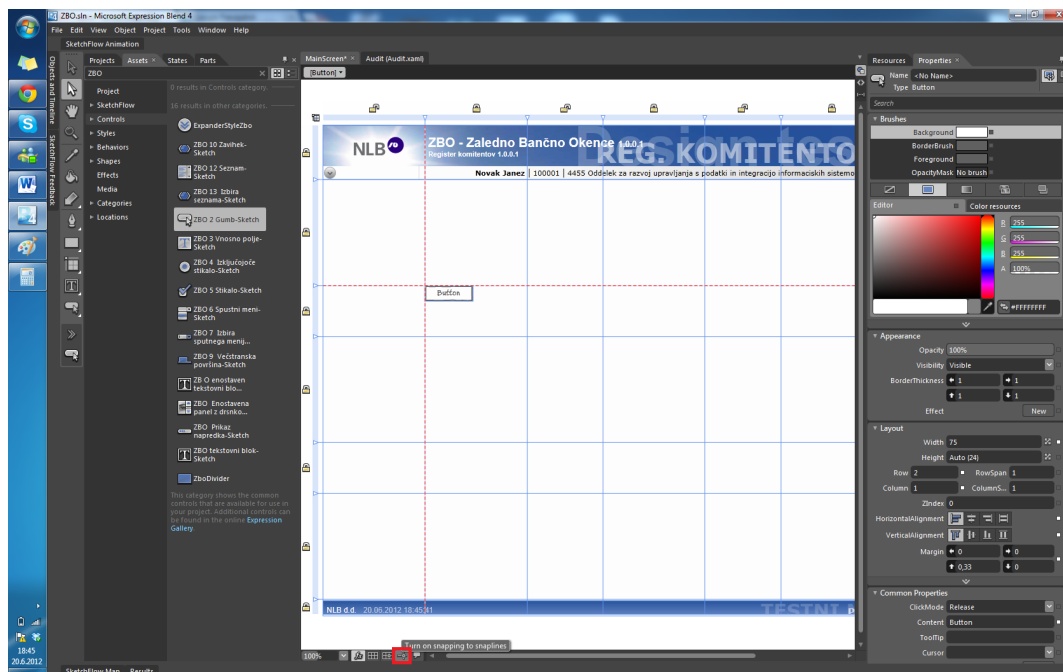 ZBO.sln - Microsoft Expression Blend 4
File Edit View Object Project Tools Window Help
SketchFlow Animation
Objects and Timeline
SketchFlow Feedback
Projects Assets × States Parts
ZBO
Project
SketchFlow
Controls
Styles
Behaviors
Shapes
Effects
Media
Categories
Locations
0 results in Controls category.
16 results in other categories.
ExpanderStyleZbo
ZBO 10 Zavihek-
Sketch
ZBO 12 Seznam-
Sketch
ZBO 13 Izbira
seznama-Sketch
ZBO 2 Gumb-Sketch
ZBO 3 Vnosno polje-
Sketch
ZBO 4 Izključujoče
stikalo-Sketch
ZBO 5 Stikalo-Sketch
ZBO 6 Spustni meni-
Sketch
ZBO 7 Izbira
sputnega menij...
ZBO 9 Večstranska
površina-Sketch
ZB O enostaven
tekstovni blo...
ZBO Enostavena
panel z drsnko...
ZBO Prikaz
napredka-Sketch
ZBO tekstovni blok-
Sketch
ZboDivider
This category shows the common
controls that are available for use in
your project. Additional controls can
be found in the online Expression
Gallery
MainScreen* × Audit (Audit.xaml)
[Button]
NLB
ZBO - Zaledno Bančno Okence 1.0.0.1
Register komitentov 1.0.0.1
Design te
REG. KOMITENTO
Novak Janez | 100001 | 4455 Oddelek za razvoj upravljanja s podatki in integracijo informaciskih sistemo
Button
NLB d.d. 20.06.2012 18:45:41
TESTNI p
Turn on snapping to snaplines
100%
Resources Properties ×
Name <No Name>
Type Button
Search
Brushes
Background
BorderBrush
Foreground
OpacityMask No brush
Editor Color resources
R 255
G 255
B 255
A 100%
#FFFFFFFF
Appearance
Opacity 100%
Visibility Visible
BorderThickness 1 1
1 1
Effect New
Layout
Width 75
Height Auto (24)
Row 2 RowSpan 1
Column 1 ColumnS... 1
ZIndex 0
HorizontalAlignment
VerticalAlignment
Margin 0 0
0,33 0
Common Properties
ClickMode Release
Content Button
ToolTip
Cursor
18:45
20.6.2012
SketchFlow Map Results